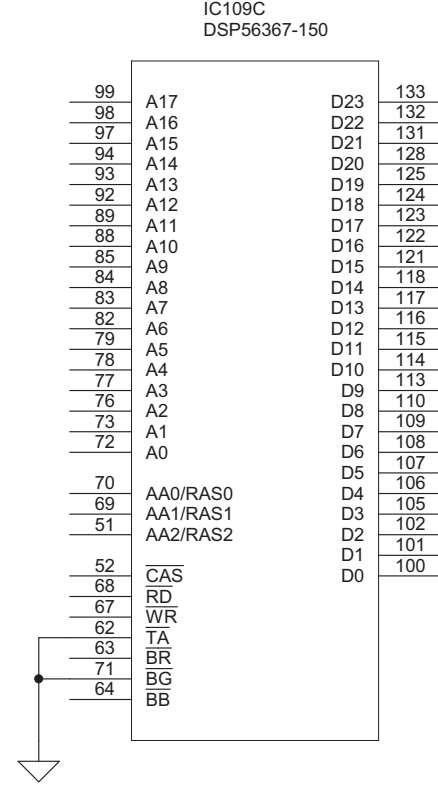 IC109C
DSP56367-150
99 A17 D23 133
98 A16 D22 132
97 A15 D21 131
94 A14 D20 128
93 A13 D19 125
92 A12 D18 124
89 A11 D17 123
88 A10 D16 122
85 A9 D15 121
84 A8 D14 118
83 A7 D13 117
82 A6 D12 116
79 A5 D11 115
78 A4 D10 114
77 A3 D9 113
76 A2 D8 110
73 A1 D7 109
72 A0 D6 108
D5 107
70 AA0/RAS0 D4 106
69 AA1/RAS1 D3 105
51 AA2/RAS2 D2 102
D1 101
52 CAS D0 100
68 RD
67 WR
62 TA
63 BR
71 BG
64 BB